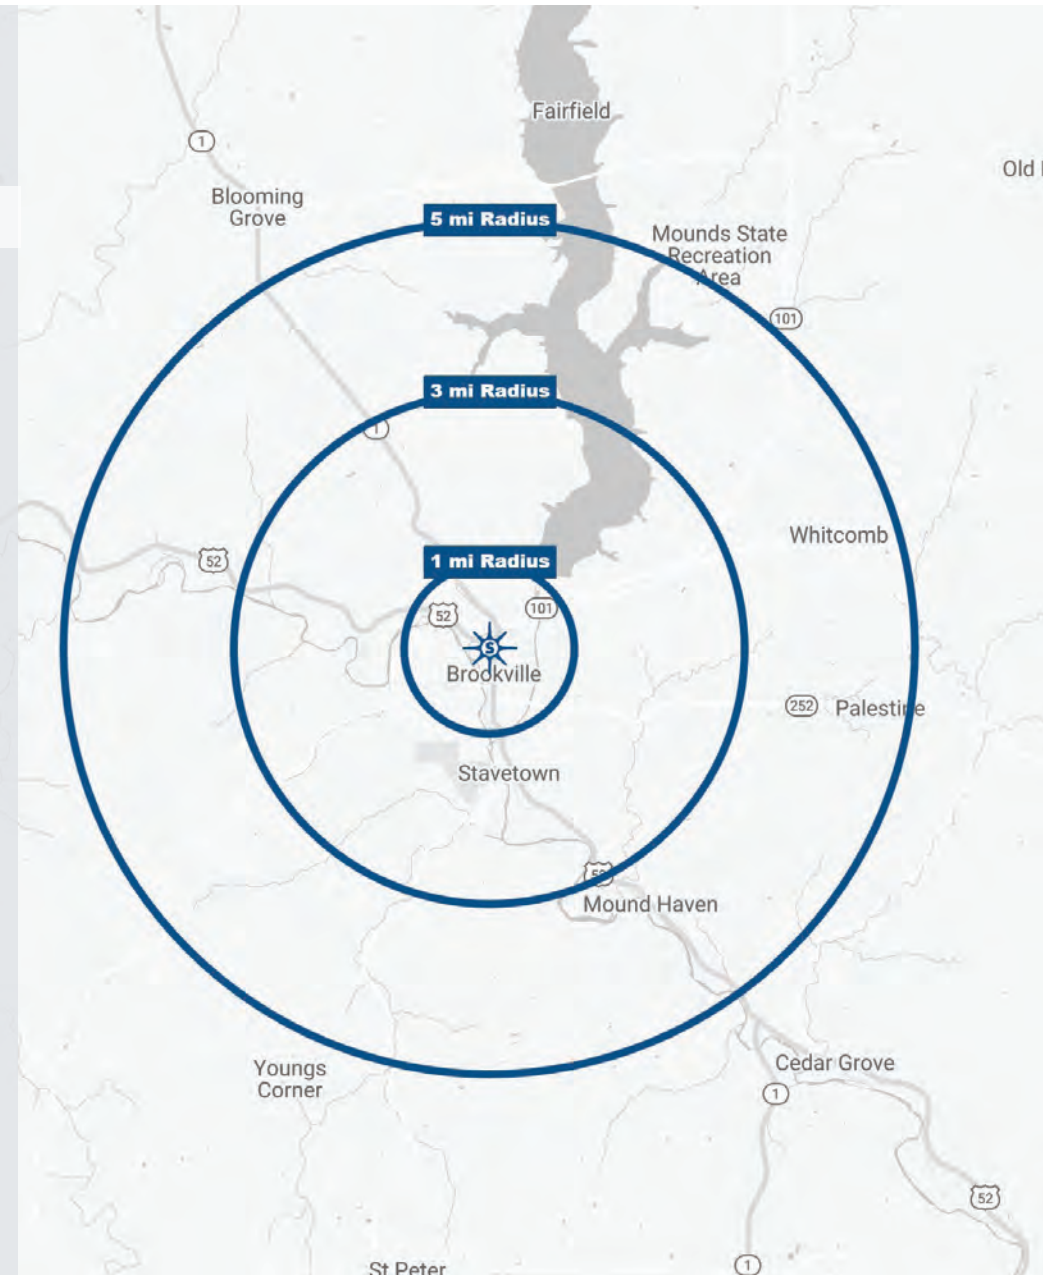 Fairfield
1
Old
Blooming
Grove
5 mi Radius
Mounds State
Recreation
Area
101
3 mi Radius
1
Whitcomb
52
1 mi Radius
52
101
S
Brookville
252
Palestine
Stavetown
52
Mound Haven
Youngs
Corner
Cedar Grove
1
52
1
St Peter